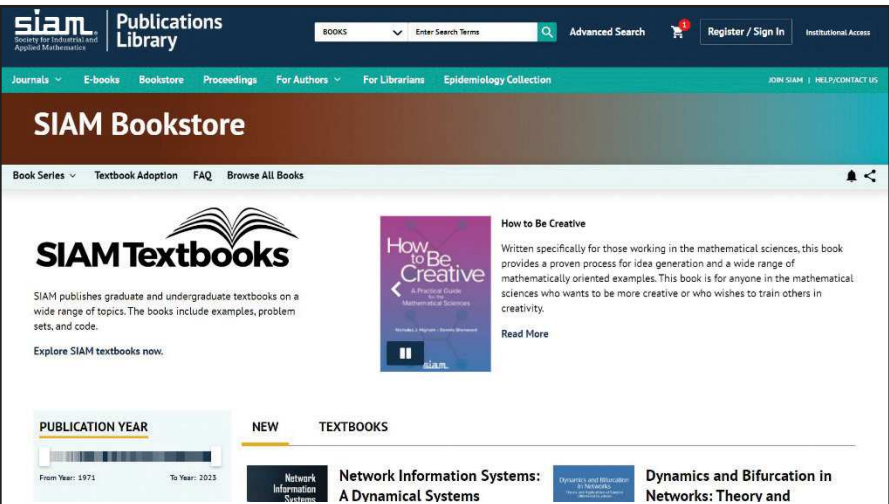 siam.
Society for Industrial and
Applied Mathematics
Publications
Library
BOOKS
Enter Search Terms
Advanced Search
1
Register / Sign In
Institutional Access
Journals
E-books
Bookstore
Proceedings
For Authors
For Librarians
Epidemiology Collection
JOIN SIAM | HELP/CONTACT US
SIAM Bookstore
Book Series
Textbook Adoption
FAQ
Browse All Books
SIAM Textbooks
SIAM publishes graduate and undergraduate textbooks on a
wide range of topics. The books include examples, problem
sets, and code.
Explore SIAM textbooks now.
How
to Be
Creative
A Practical Guide
for the
Mathematical Sciences
Nicholas J. Higham • Dennis Sherwood
siam.
How to Be Creative
Written specifically for those working in the mathematical sciences, this book
provides a proven process for idea generation and a wide range of
mathematically oriented examples. This book is for anyone in the mathematical
sciences who wants to be more creative or who wishes to train others in
creativity.
Read More
PUBLICATION YEAR
From Year: 1971
To Year: 2023
NEW
TEXTBOOKS
Network
Information
Systems
Network Information Systems:
A Dynamical Systems
Dynamics and Bifurcation
in Networks
Dynamics and Bifurcation in
Networks: Theory and